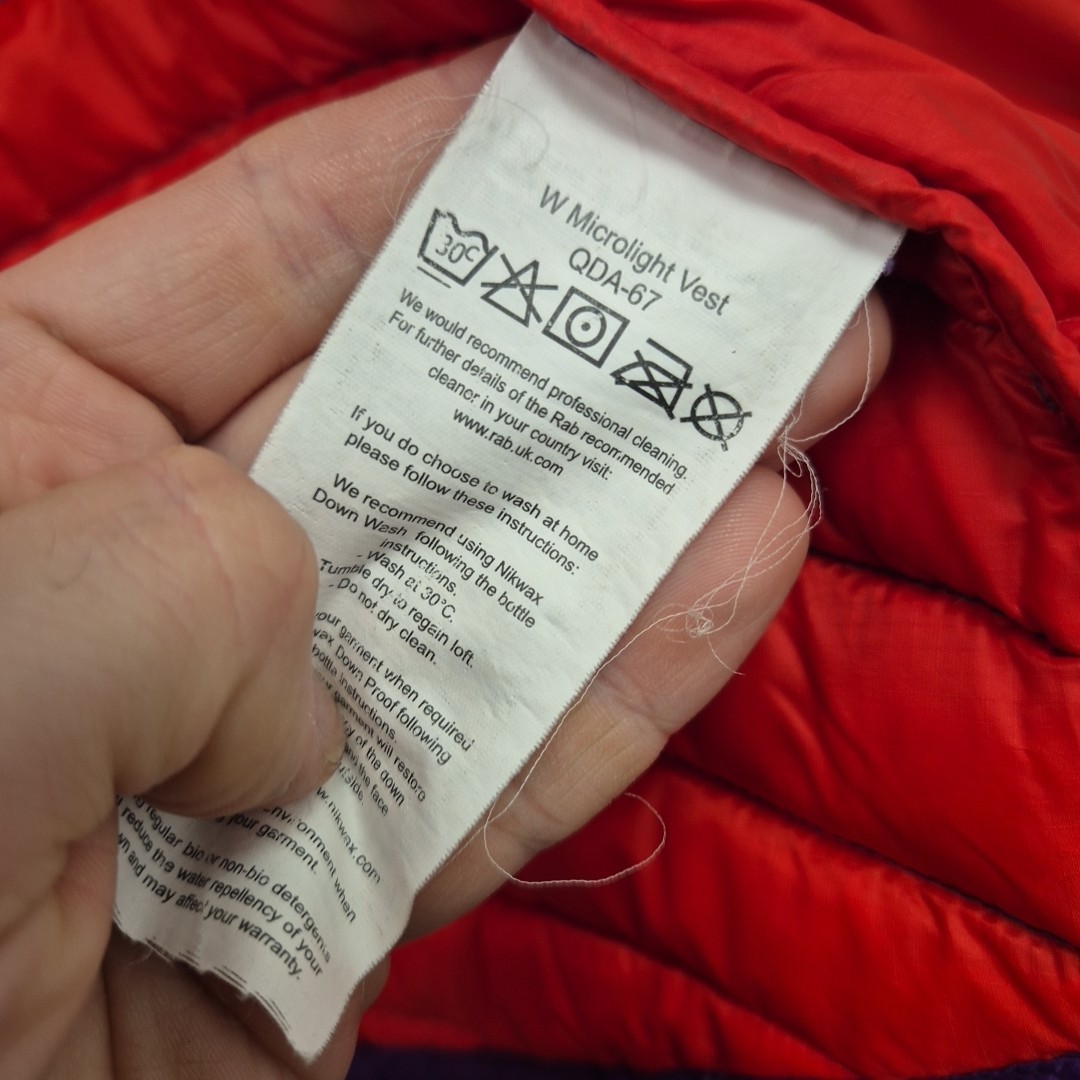 W Microlight Vest
QDA-67
30°C
We would recommend professional cleaning.
For further details of the Rab recommended
cleaner in your country visit:
www.rab.uk.com
If you do choose to wash at home
please follow these instructions:
We recommend using Nikwax
Down Wash following the bottle
instructions.
- Wash at 30°C.
Tumble dry to regain loft.
- Do not dry clean.
your garment when required
Down Proof following
bottle instructions.
garment will restore
of the down
and the face
outside.
w.nikwax.com
environment when
your garment.
regular bio or non-bio detergents
reduce the water repellency of your
and may affect your warranty.